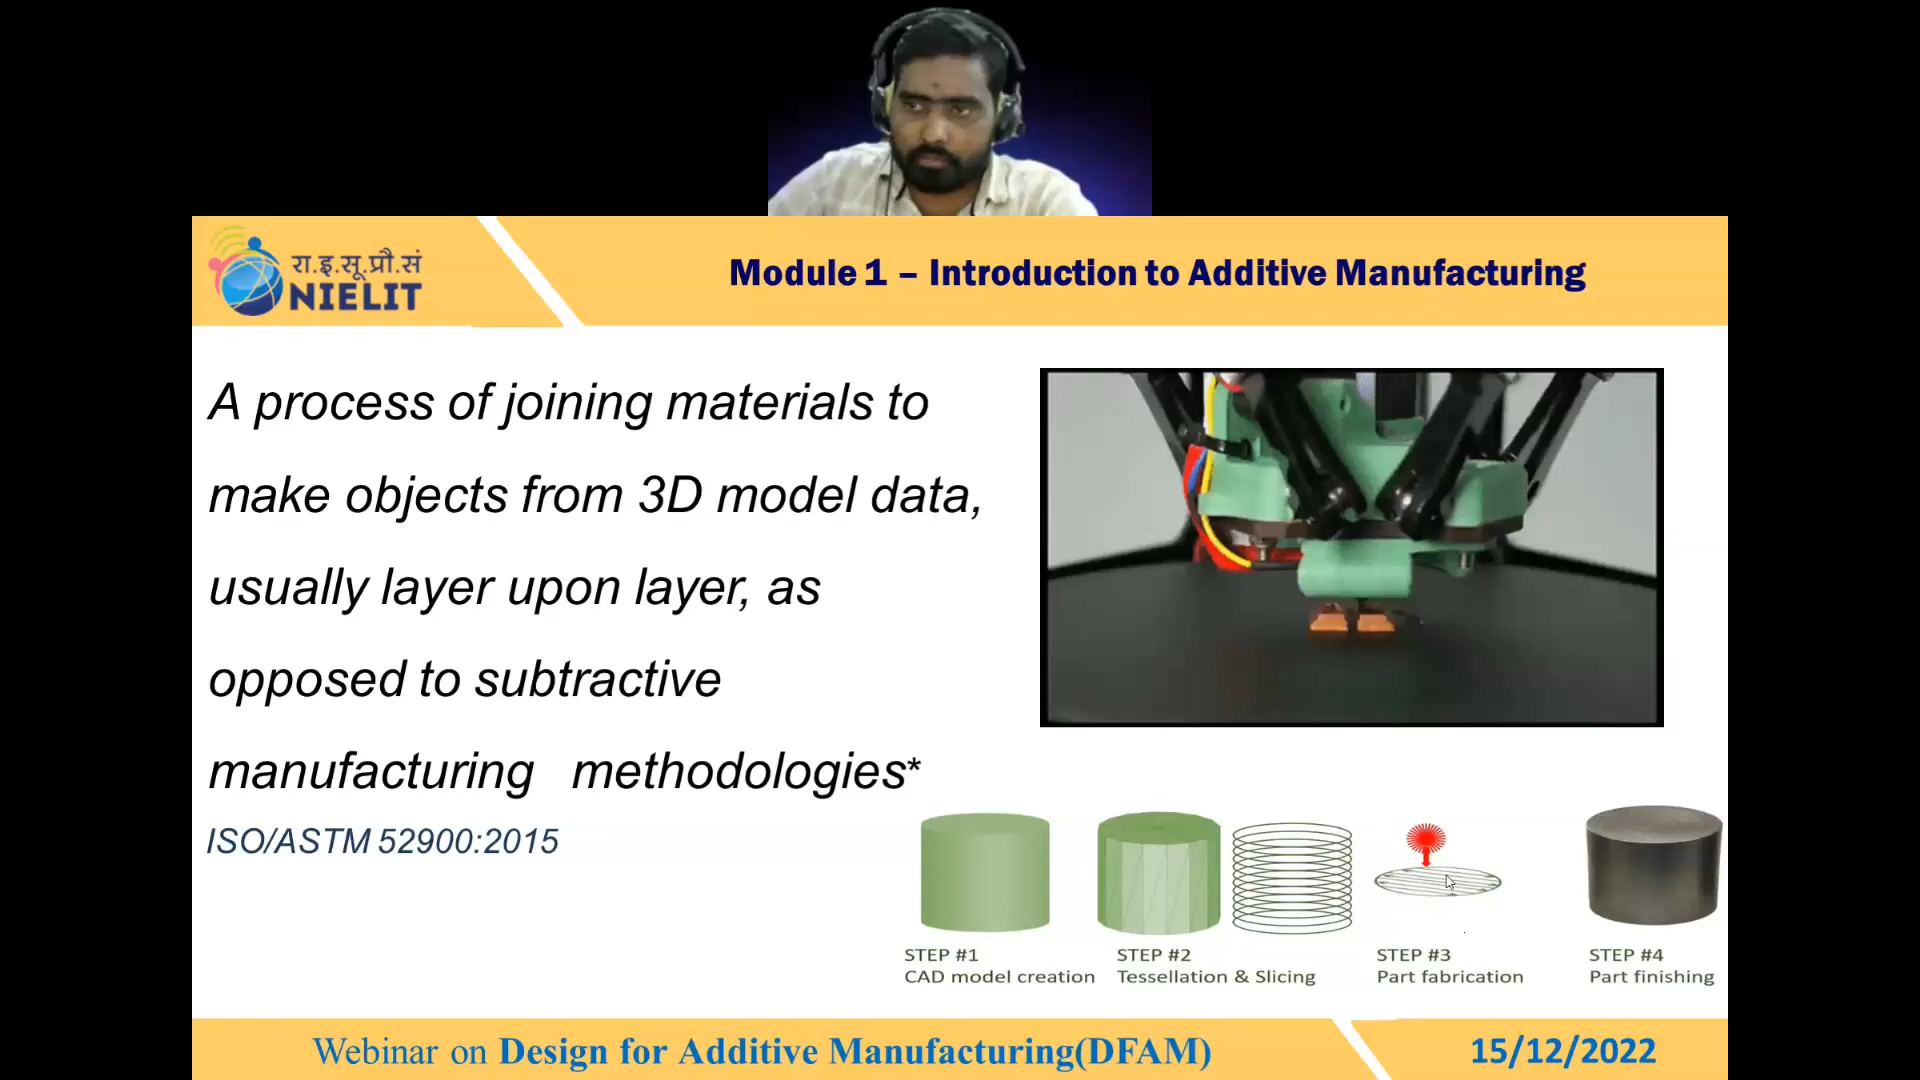 रा.इ.सू.प्रौ.सं
NIELIT
Module 1 – Introduction to Additive Manufacturing
A process of joining materials to
make objects from 3D model data,
usually layer upon layer, as
opposed to subtractive
manufacturing methodologies*
ISO/ASTM 52900:2015
STEP #1
CAD model creation
STEP #2
Tessellation & Slicing
STEP #3
Part fabrication
STEP #4
Part finishing
Webinar on Design for Additive Manufacturing(DFAM)
15/12/2022